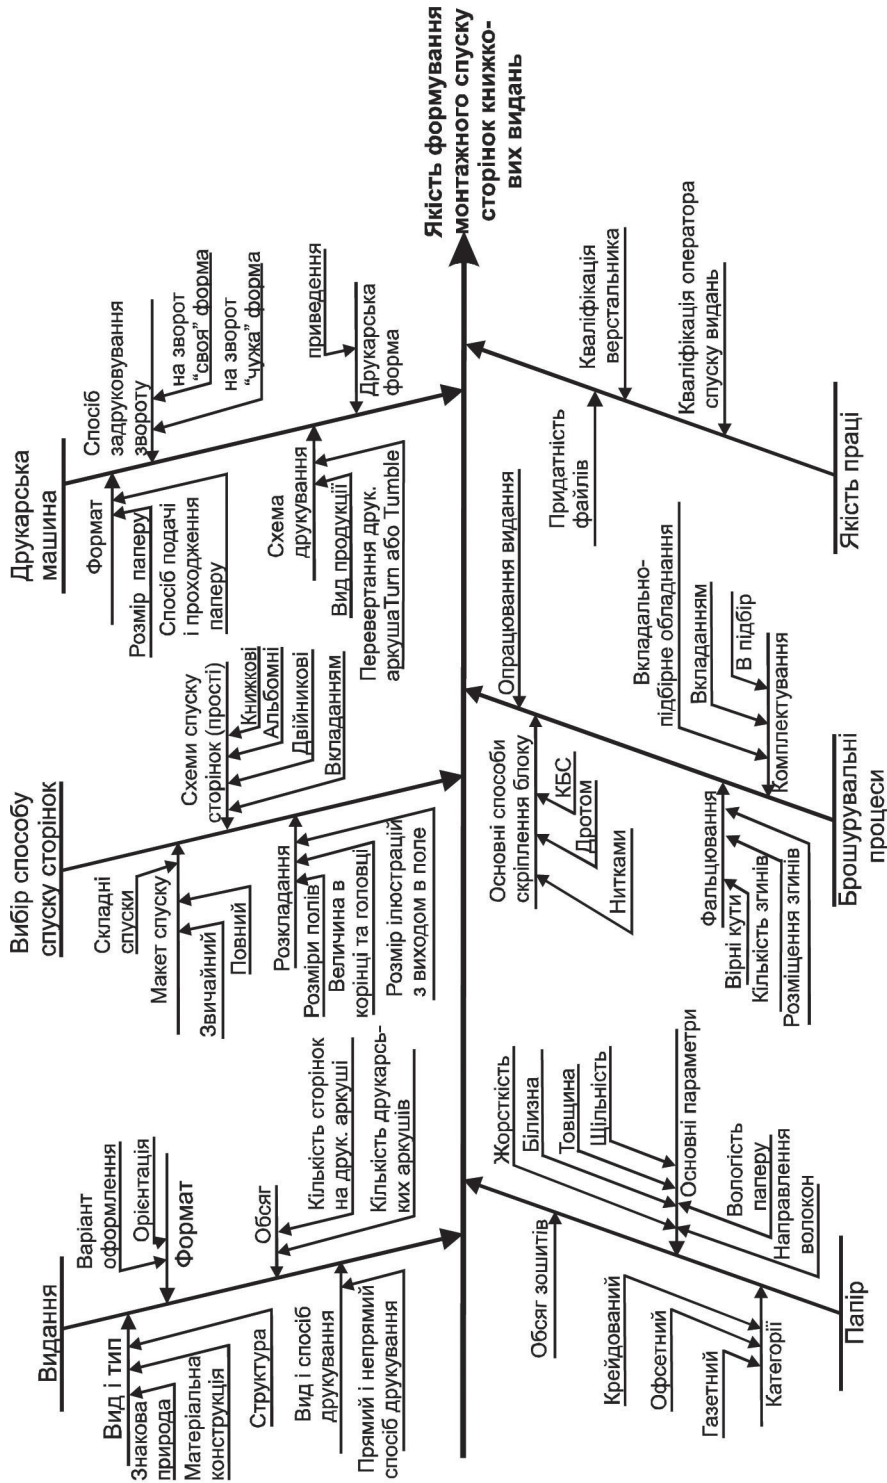 Видання
Вид і тип
Знакова
природа
Матеріальна
конструкція
Структура
Варіант
оформлення
Орієнтація
Формат
Обсяг
Кількість сторінок
на друк. аркуші
Кількість друкарсь-
ких аркушів
Вид і спосіб
друкування
Прямий і непрямий
спосіб друкування
Вибір способу
спуску сторінок
Складні
спуски
Макет спуску
Звичайний
Повний
Схеми спуску
сторінок (прості)
Книжкові
Альбомні
Двійникові
Вкладанням
Розкладання
Розміри полів
Величина в
корінці та головці
Розмір ілюстрацій
з виходом в поле
Друкарська
машина
Формат
Розмір паперу
Спосіб подачі
і проходження
паперу
Спосіб
задруковування
звороту
на зворот
“своя” форма
на зворот
“чужа” форма
Схема
друкування
Вид продукції
Перевертання друк.
аркушаTurn або Tumble
приведення
Друкарська
форма
Якість формування
монтажного спуску
сторінок книжко-
вих видань
Обсяг зошитів
Жорсткість
Білизна
Товщина
Щільність
Основні параметри
Вологість
паперу
Направлення
волокон
Крейдований
Офсетний
Газетний
Категорії
Папір
Опрацювання видання
Основні способи
скріплення блоку
КБС
Дротом
Нитками
Вкладально-
підбірне обладнання
Вкладанням
В підбір
Комплектування
Фальцювання
Вірні кути
Кількість згинів
Розміщення згинів
Брошурувальні
процеси
Придатність
файлів
Кваліфікація
верстальника
Кваліфікація оператора
спуску видань
Якість праці